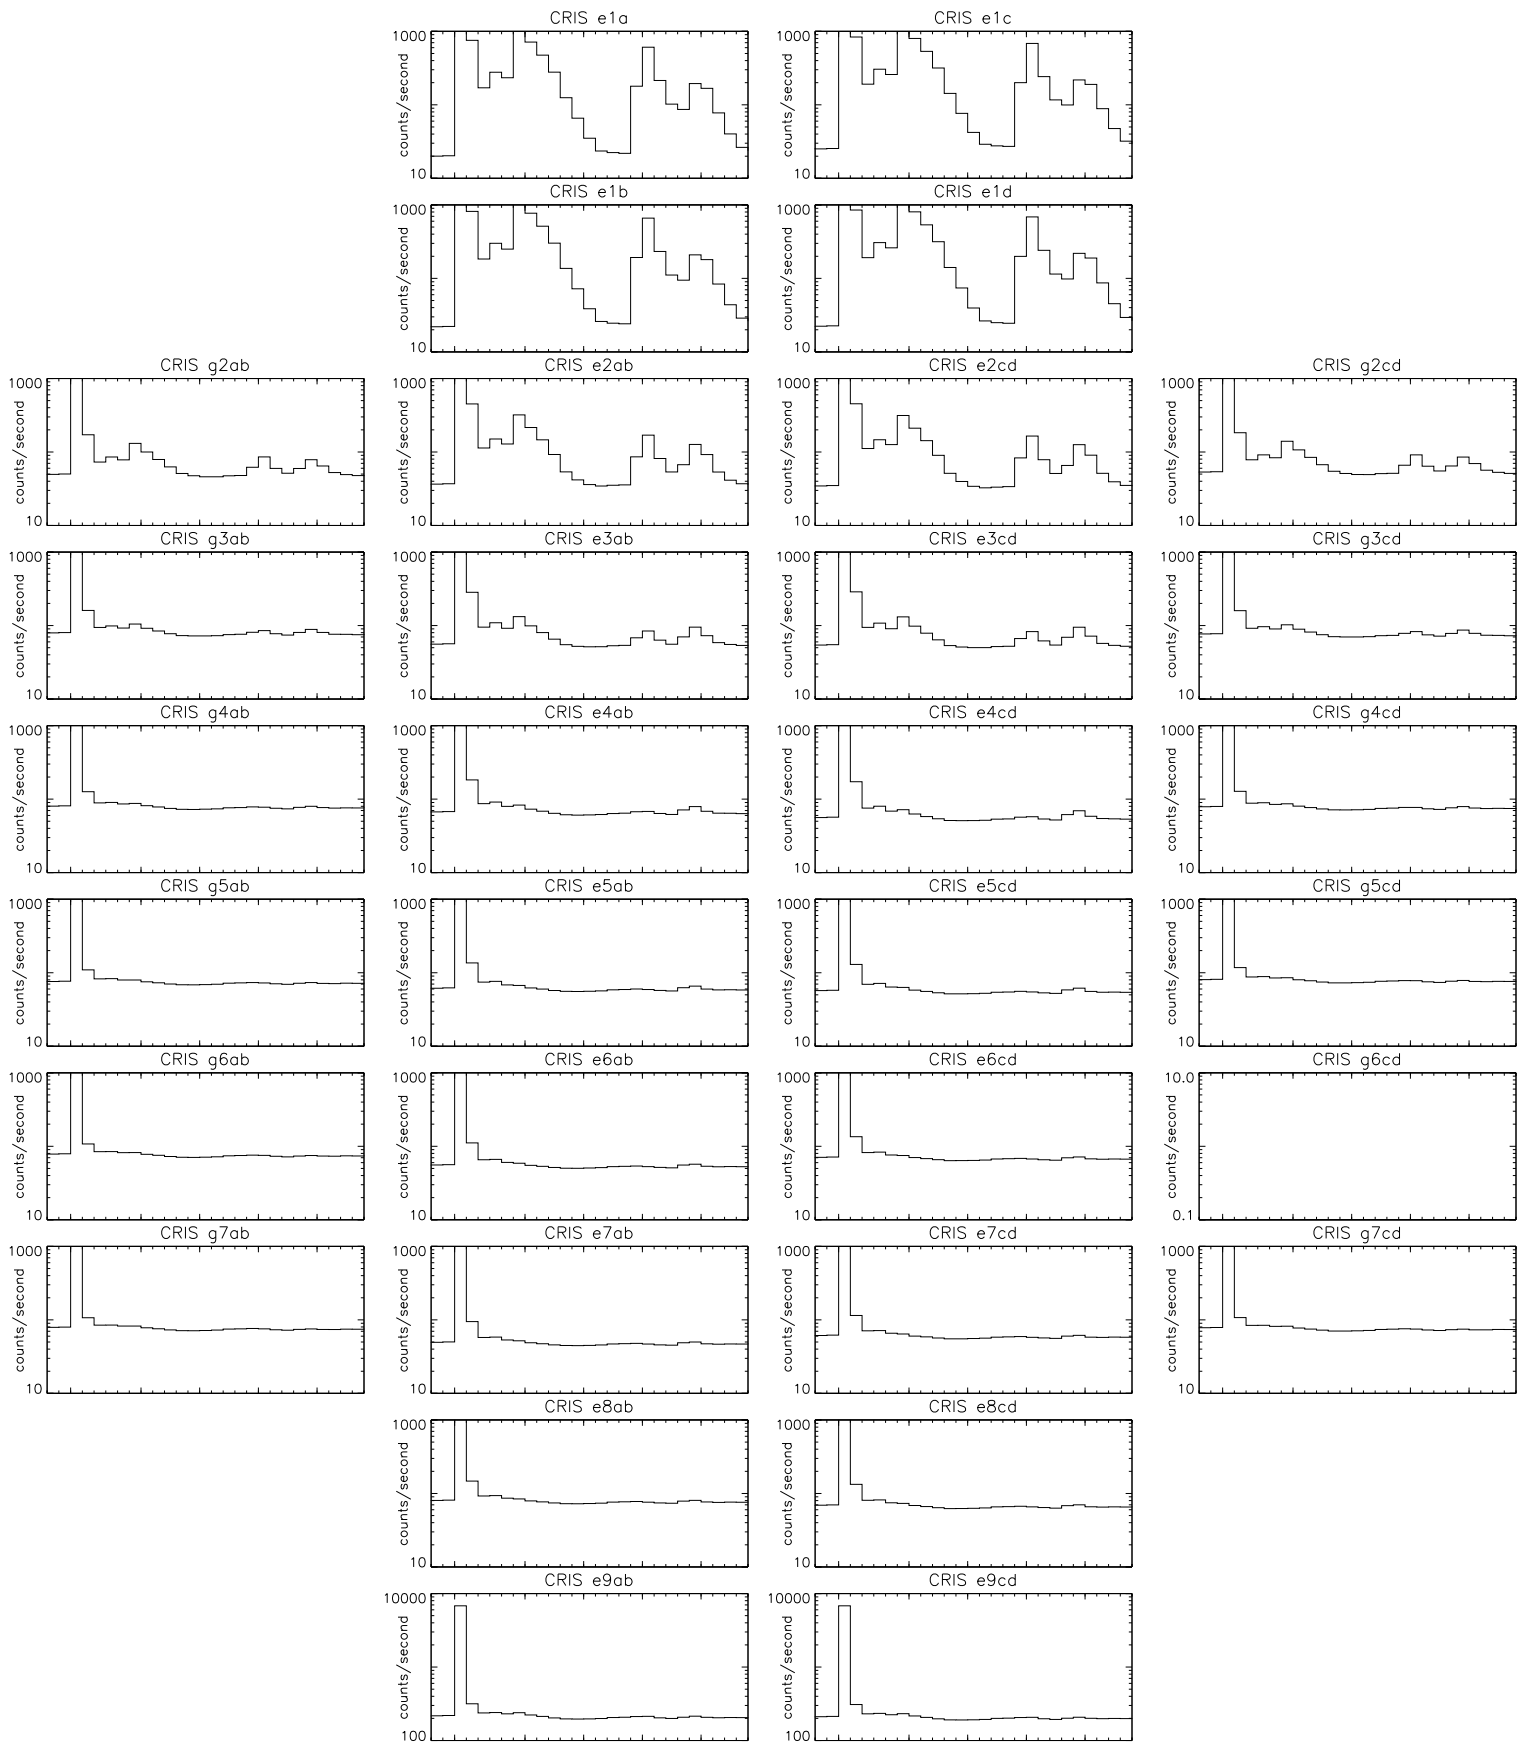 CRIS e1a
CRIS e1c
1000
counts/second
10
1000
counts/second
10
CRIS e1b
CRIS e1d
1000
counts/second
10
1000
counts/second
10
CRIS g2ab
CRIS e2ab
CRIS e2cd
CRIS g2cd
1000
counts/second
10
1000
counts/second
10
1000
counts/second
10
1000
counts/second
10
CRIS g3ab
CRIS e3ab
CRIS e3cd
CRIS g3cd
1000
counts/second
10
1000
counts/second
10
1000
counts/second
10
1000
counts/second
10
CRIS g4ab
CRIS e4ab
CRIS e4cd
CRIS g4cd
1000
counts/second
10
1000
counts/second
10
1000
counts/second
10
1000
counts/second
10
CRIS g5ab
CRIS e5ab
CRIS e5cd
CRIS g5cd
1000
counts/second
10
1000
counts/second
10
1000
counts/second
10
1000
counts/second
10
CRIS g6ab
CRIS e6ab
CRIS e6cd
CRIS g6cd
1000
counts/second
10
1000
counts/second
10
1000
counts/second
10
10.0
1.0
0.1
counts/second
CRIS g7ab
CRIS e7ab
CRIS e7cd
CRIS g7cd
1000
counts/second
10
1000
counts/second
10
1000
counts/second
10
1000
counts/second
10
CRIS e8ab
CRIS e8cd
1000
counts/second
10
1000
counts/second
10
CRIS e9ab
CRIS e9cd
10000
counts/second
100
10000
counts/second
100